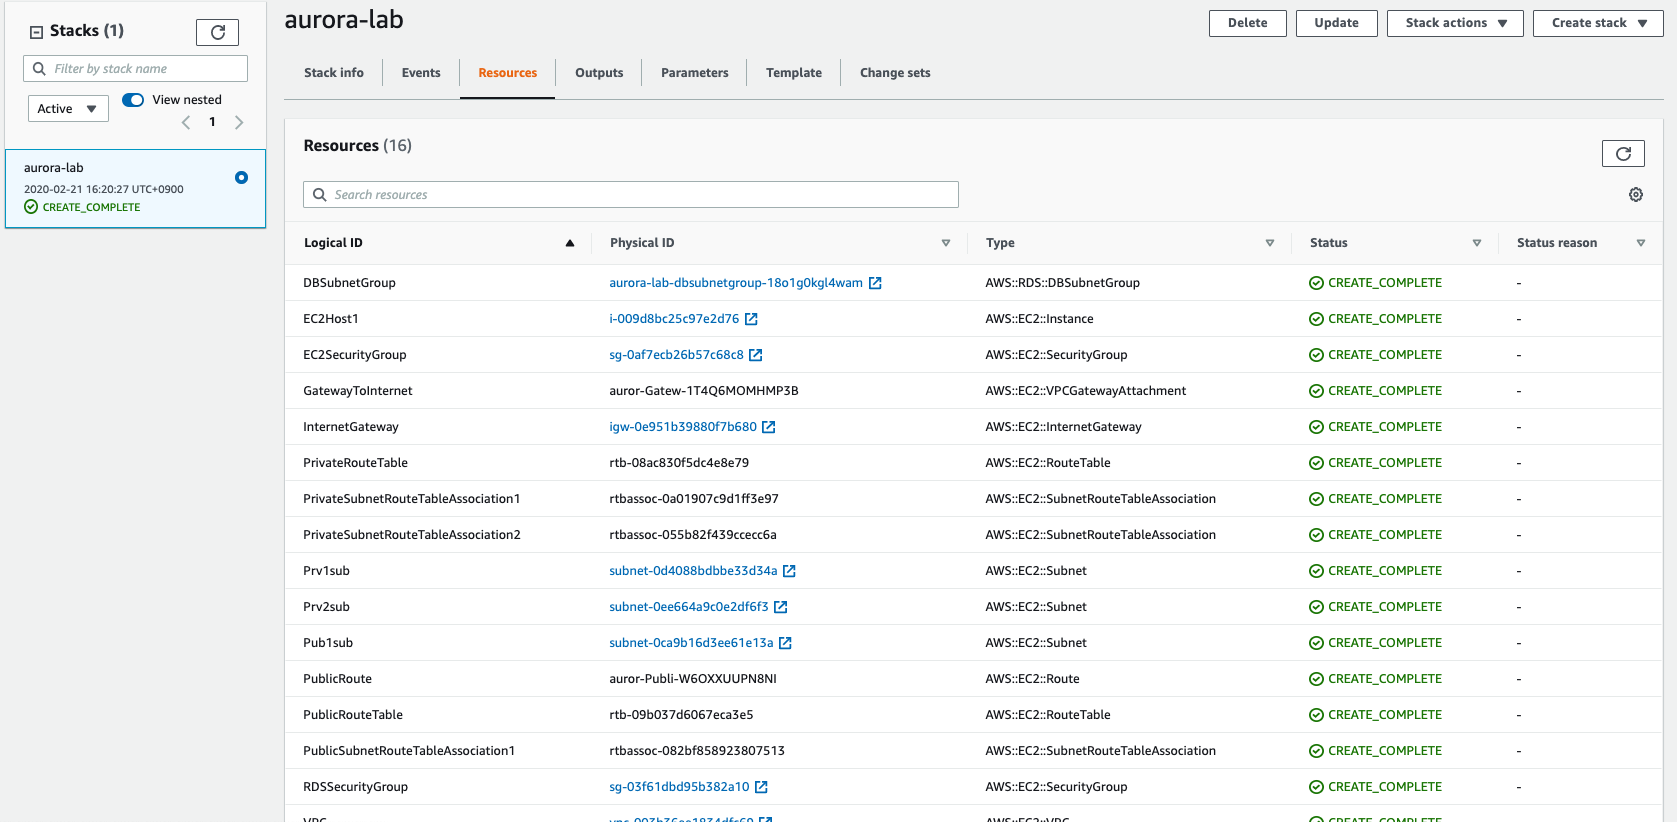 Stacks (1)
Filter by stack name
Active
View nested
1
aurora-lab
2020-02-21 16:20:27 UTC+0900
CREATE_COMPLETE
aurora-lab
Delete Update Stack actions Create stack
Stack info Events Resources Outputs Parameters Template Change sets
Resources (16)
Search resources
Logical ID Physical ID Type Status Status reason
DBSubnetGroup aurora-lab-dbsubnetgroup-18o1g0kgl4wam AWS::RDS::DBSubnetGroup CREATE_COMPLETE -
EC2Host1 i-009d8bc25c97e2d76 AWS::EC2::Instance CREATE_COMPLETE -
EC2SecurityGroup sg-0af7ecb26b57c68c8 AWS::EC2::SecurityGroup CREATE_COMPLETE -
GatewayToInternet auror-Gatew-1T4Q6MOMHMP3B AWS::EC2::VPCGatewayAttachment CREATE_COMPLETE -
InternetGateway igw-0e951b39880f7b680 AWS::EC2::InternetGateway CREATE_COMPLETE -
PrivateRouteTable rtb-08ac830f5dc4e8e79 AWS::EC2::RouteTable CREATE_COMPLETE -
PrivateSubnetRouteTableAssociation1 rtbassoc-0a01907c9d1ff3e97 AWS::EC2::SubnetRouteTableAssociation CREATE_COMPLETE -
PrivateSubnetRouteTableAssociation2 rtbassoc-055b82f439ccecc6a AWS::EC2::SubnetRouteTableAssociation CREATE_COMPLETE -
Prv1sub subnet-0d4088bdbbe33d34a AWS::EC2::Subnet CREATE_COMPLETE -
Prv2sub subnet-0ee664a9c0e2df6f3 AWS::EC2::Subnet CREATE_COMPLETE -
Pub1sub subnet-0ca9b16d3ee61e13a AWS::EC2::Subnet CREATE_COMPLETE -
PublicRoute auror-Publi-W6OXXUUPN8NI AWS::EC2::Route CREATE_COMPLETE -
PublicRouteTable rtb-09b037d6067eca3e5 AWS::EC2::RouteTable CREATE_COMPLETE -
PublicSubnetRouteTableAssociation1 rtbassoc-082bf858923807513 AWS::EC2::SubnetRouteTableAssociation CREATE_COMPLETE -
RDSSecurityGroup sg-03f61dbd95b382a10 AWS::EC2::SecurityGroup CREATE_COMPLETE -
VPC AWS::EC2::VPC CREATE_COMPLETE -